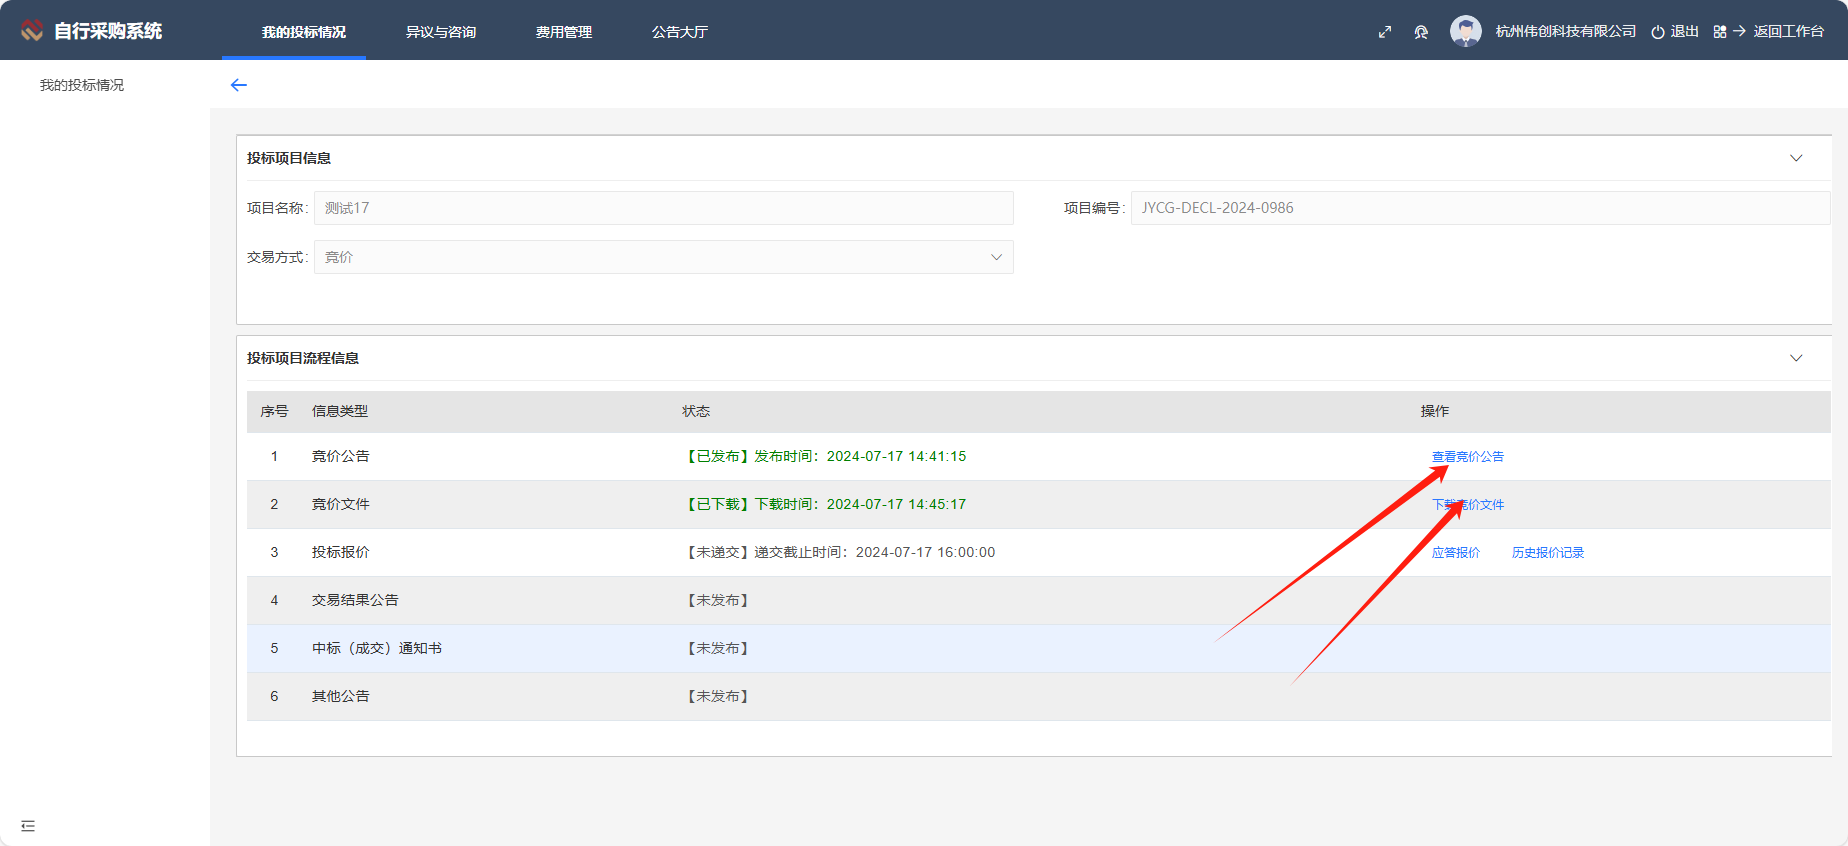 自行采购系统 我的投标情况 异议与咨询 费用管理 公告大厅 杭州伟创科技有限公司 退出 返回工作台
我的投标情况
投标项目信息
项目名称: 测试17 项目编号: JYCG-DECL-2024-0986
交易方式: 竞价
投标项目流程信息
序号 信息类型 状态 操作
1 竞价公告 【已发布】发布时间：2024-07-17 14:41:15 查看竞价公告
2 竞价文件 【已下载】下载时间：2024-07-17 14:45:17 下载竞价文件
3 投标报价 【未递交】递交截止时间：2024-07-17 16:00:00 应答报价 历史报价记录
4 交易结果公告 【未发布】
5 中标（成交）通知书 【未发布】
6 其他公告 【未发布】